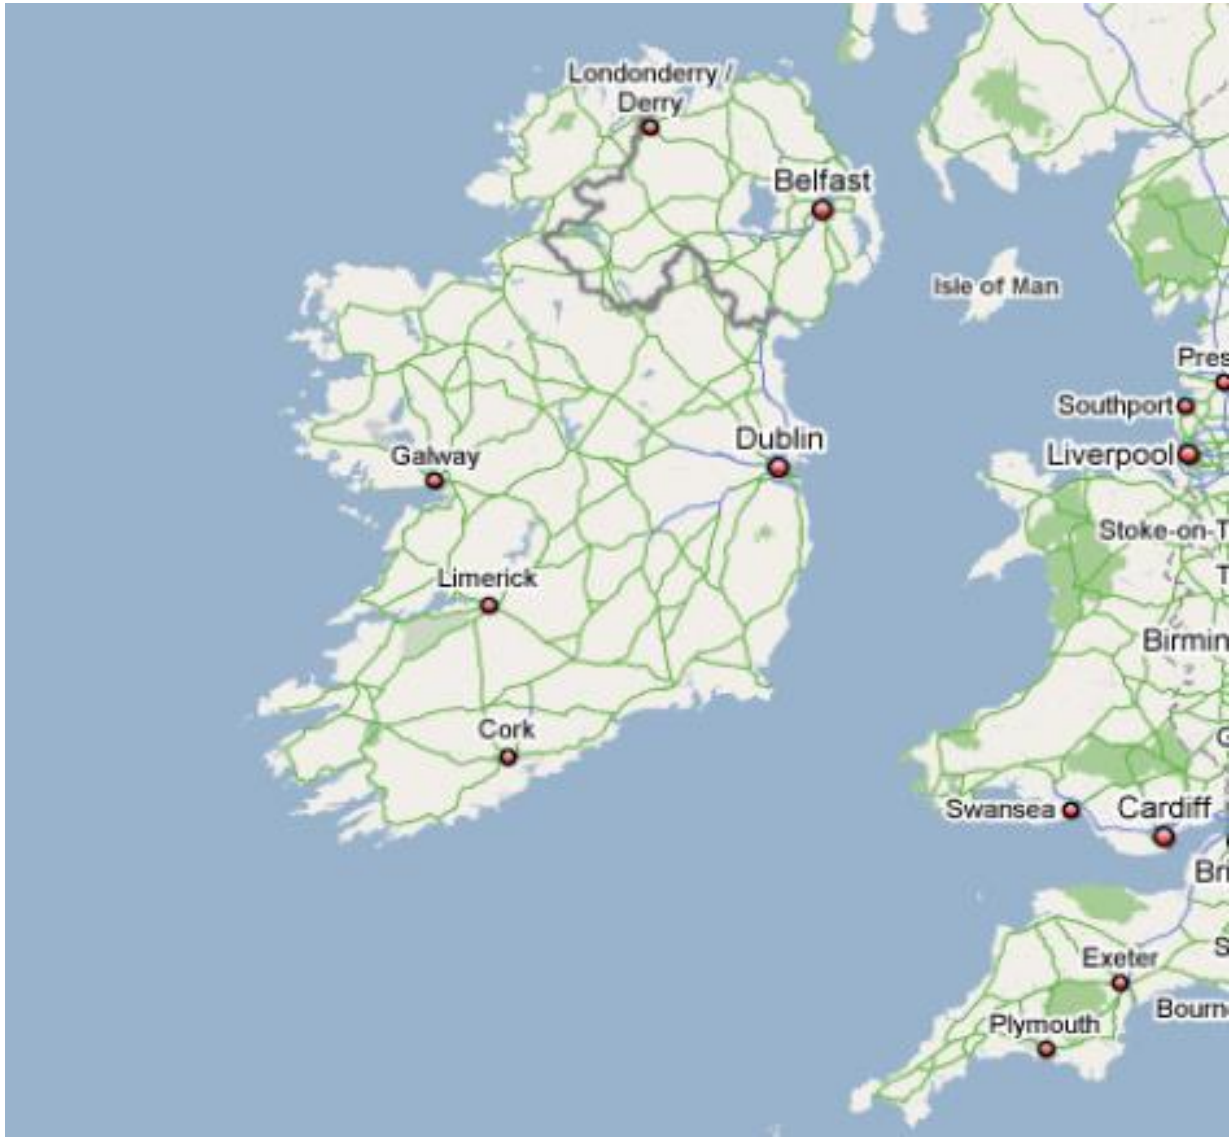 Londonderry /
Derry
Belfast
Isle of Man
Pres
Southport
Dublin
Liverpool
Galway
Stoke-on-T
T
Limerick
Birmin
Cork
G
Swansea
Cardiff
Bri
S
Exeter
Bourn
Plymouth